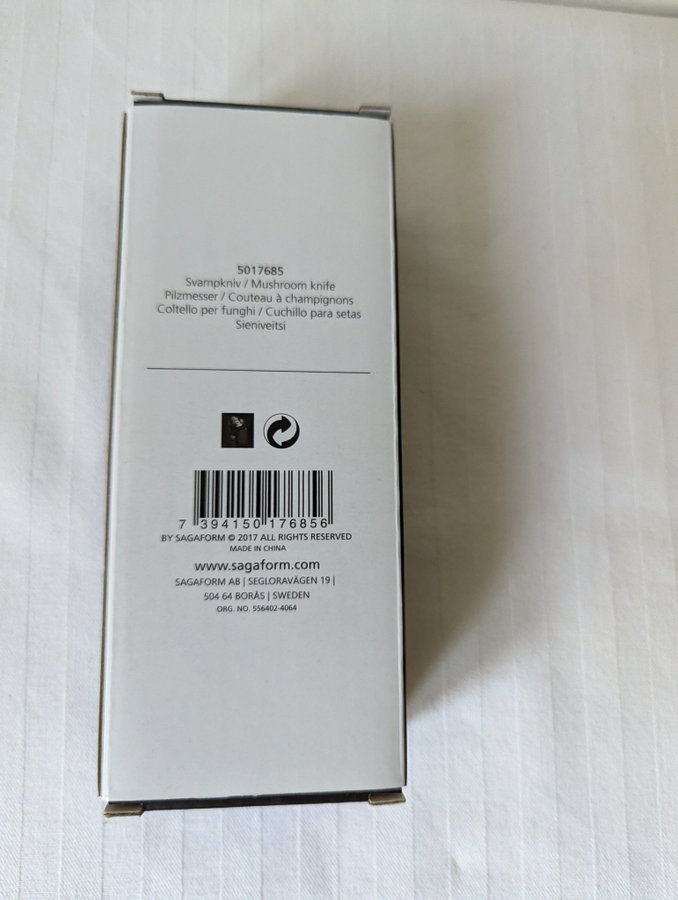 5017685
Svampkniv / Mushroom knife
Pilzmesser / Couteau à champignons
Coltello per funghi / Cuchillo para setas
Sieniveitsi
7 394150 176856
BY SAGAFORM © 2017 ALL RIGHTS RESERVED
MADE IN CHINA
www.sagaform.com
SAGAFORM AB | SEGLORAVÄGEN 19 |
504 64 BORÅS | SWEDEN
ORG. NO. 556402-4064